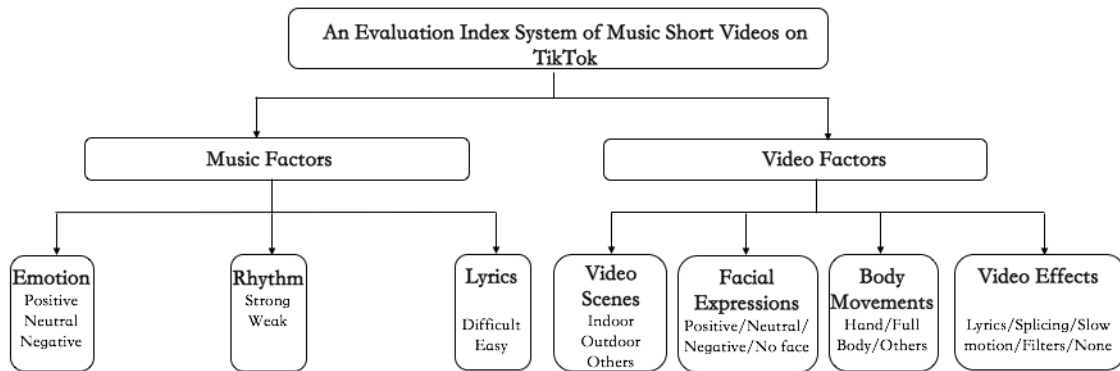 An Evaluation Index System of Music Short Videos on
TikTok
Music Factors
Video Factors
Emotion
Positive
Neutral
Negative
Rhythm
Strong
Weak
Lyrics
Difficult
Easy
Video
Scenes
Indoor
Outdoor
Others
Facial
Expressions
Positive/Neutral/
Negative/No face
Body
Movements
Hand/Full
Body/Others
Video Effects
Lyrics/Splicing/Slow
motion/Filters/None